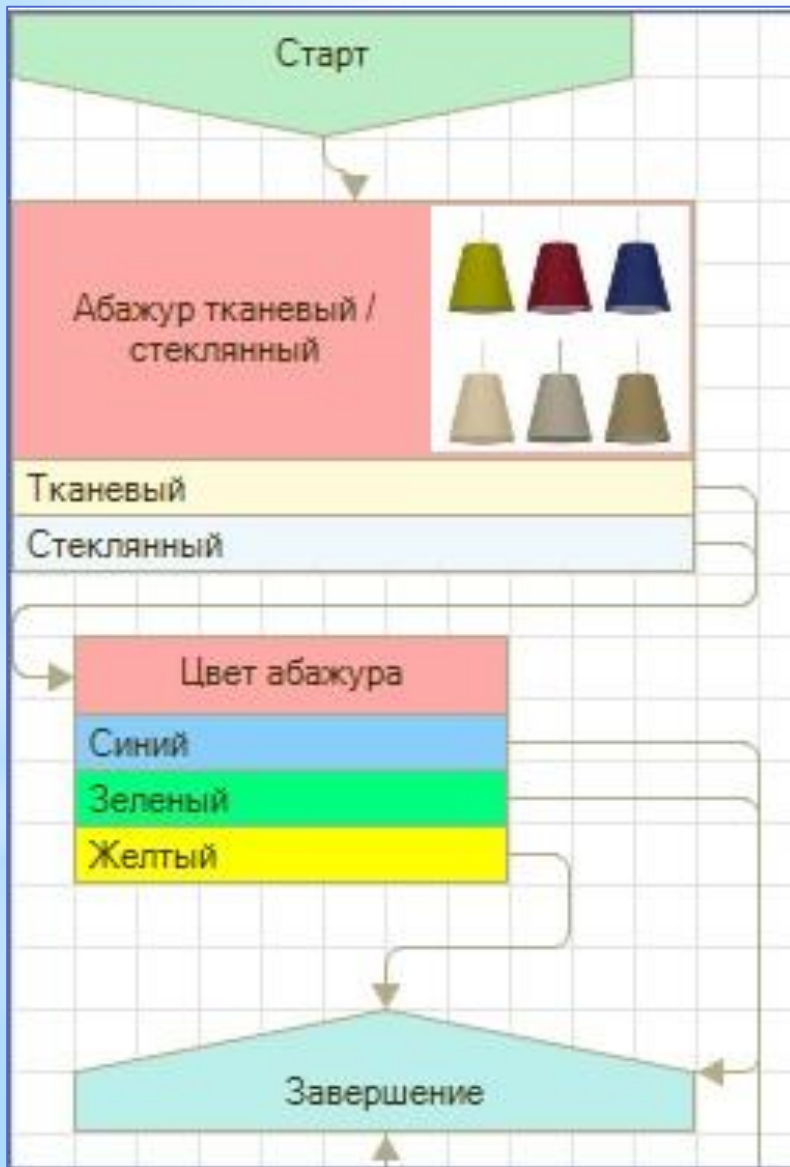 Старт
Абажур тканевый /
стеклянный
Тканевый
Стеклянный
Цвет абажура
Синий
Зеленый
Желтый
Завершение